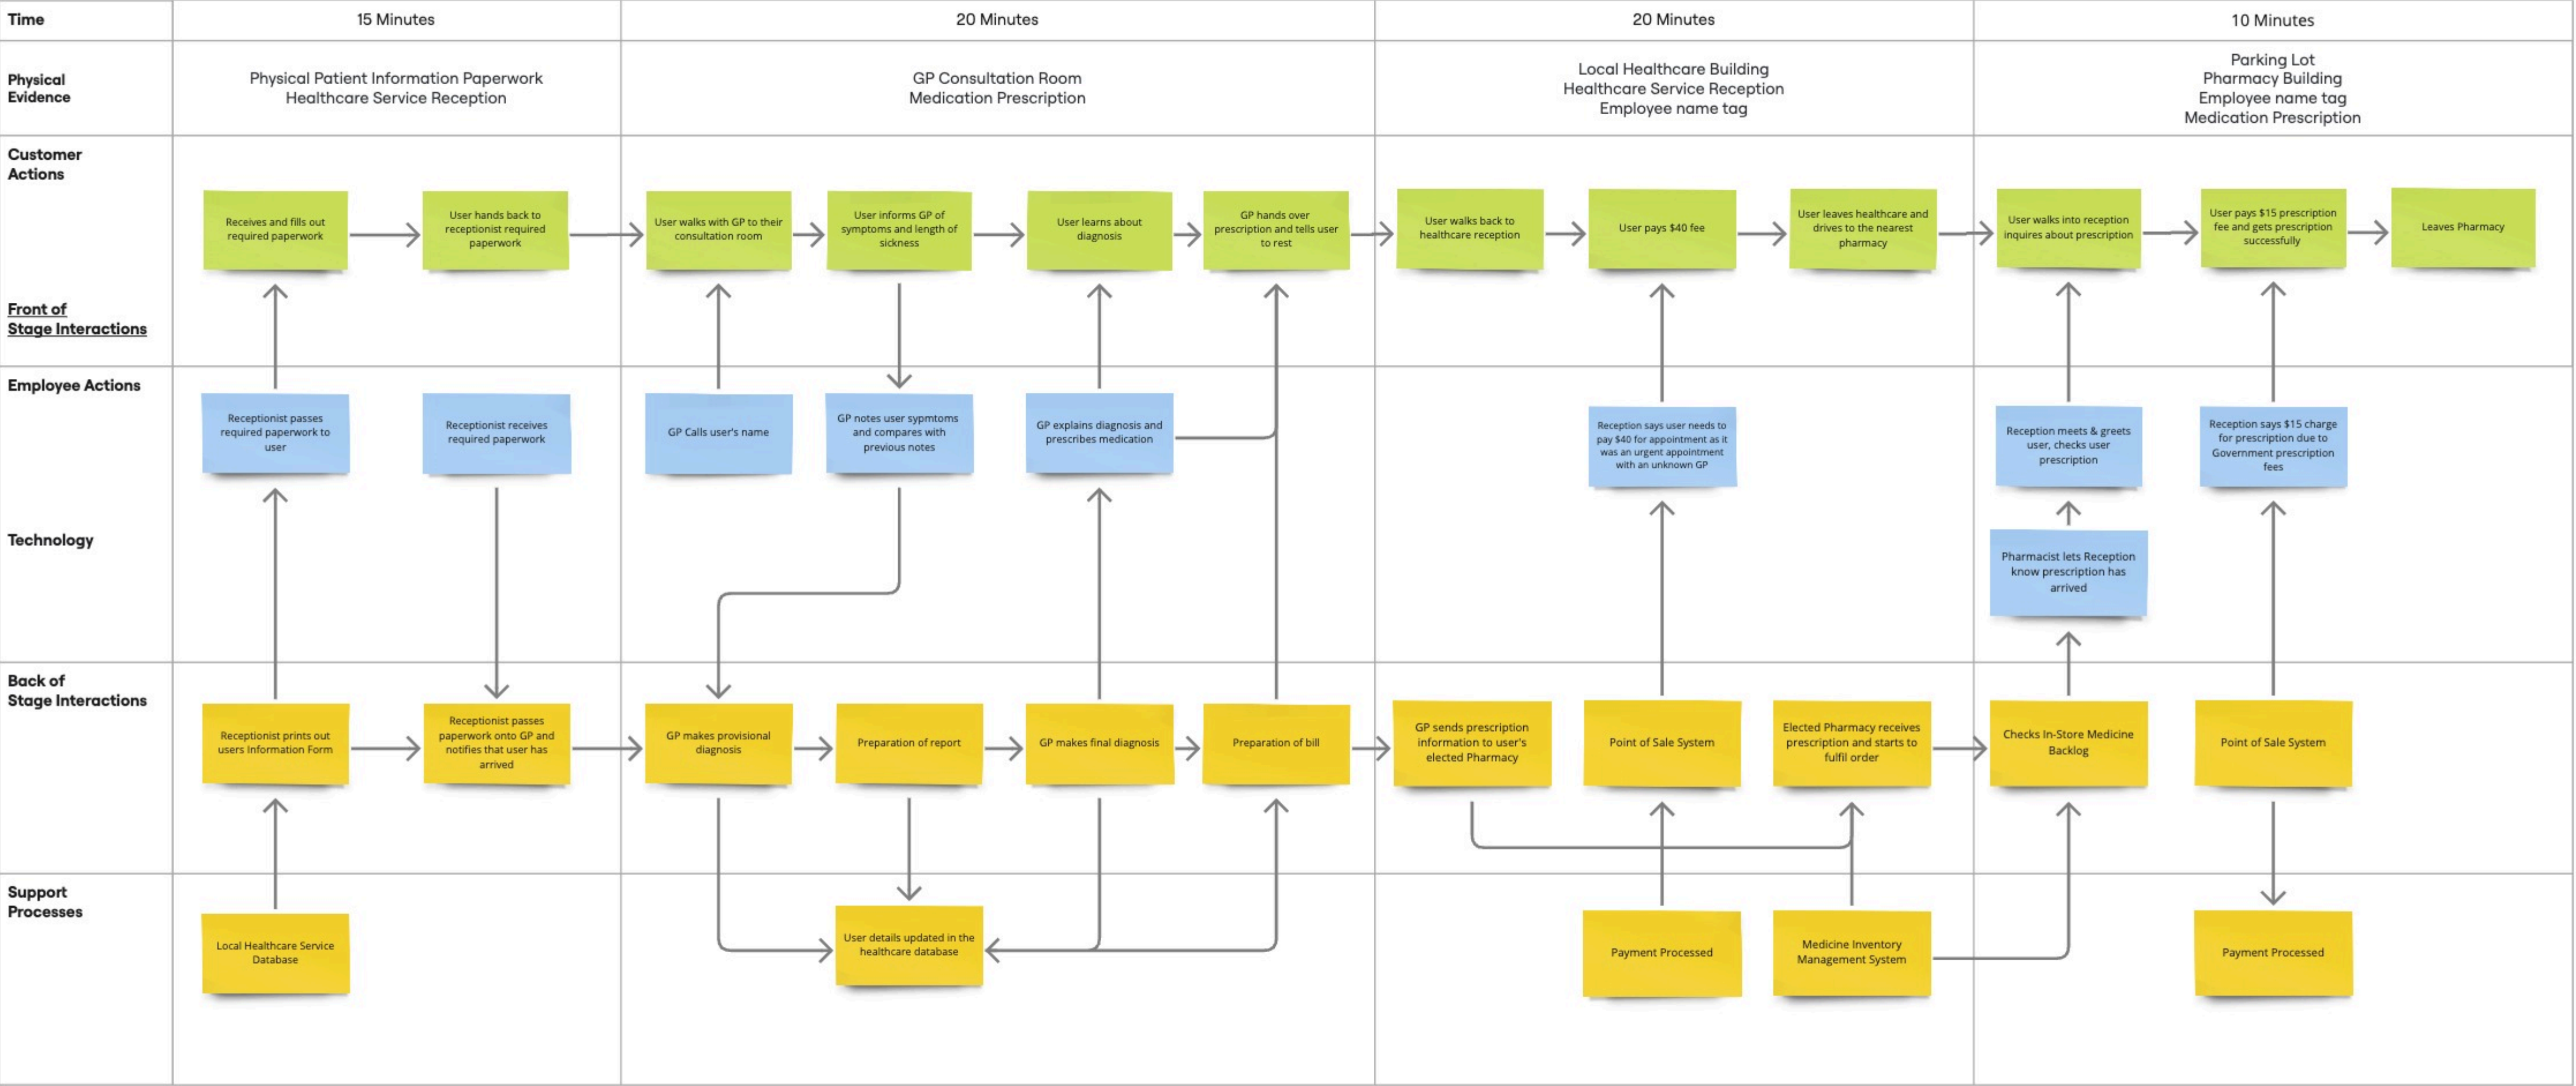 Time
15 Minutes
20 Minutes
20 Minutes
10 Minutes
Physical
Evidence
Physical Patient Information Paperwork
Healthcare Service Reception
GP Consultation Room
Medication Prescription
Local Healthcare Building
Healthcare Service Reception
Employee name tag
Parking Lot
Pharmacy Building
Employee name tag
Medication Prescription
Customer
Actions
Receives and fills out
required paperwork
User hands back to
receptionist required
paperwork
User walks with GP to their
consultation room
User informs GP of
symptoms and length of
sickness
User learns about
diagnosis
GP hands over
prescription and tells user
to rest
User walks back to
healthcare reception
User pays $40 fee
User leaves healthcare and
drives to the nearest
pharmacy
User walks into reception
inquires about prescription
User pays $15 prescription
fee and gets prescription
successfully
Leaves Pharmacy
Front of
Stage Interactions
Employee Actions
Receptionist passes
required paperwork to
user
Receptionist receives
required paperwork
GP Calls user's name
GP notes user sypmtoms
and compares with
previous notes
GP explains diagnosis and
prescribes medication
Reception says user needs to
pay $40 for appointment as it
was an urgent appointment
with an unknown GP
Reception meets & greets
user, checks user
prescription
Reception says $15 charge
for prescription due to
Government prescription
fees
Technology
Pharmacist lets Reception
know prescription has
arrived
Back of
Stage Interactions
Receptionist prints out
users Information Form
Receptionist passes
paperwork onto GP and
notifies that user has
arrived
GP makes provisional
diagnosis
Preparation of report
GP makes final diagnosis
Preparation of bill
GP sends prescription
information to user's
elected Pharmacy
Point of Sale System
Elected Pharmacy receives
prescription and starts to
fulfil order
Checks In-Store Medicine
Backlog
Point of Sale System
Support
Processes
Local Healthcare Service
Database
User details updated in the
healthcare database
Payment Processed
Medicine Inventory
Management System
Payment Processed